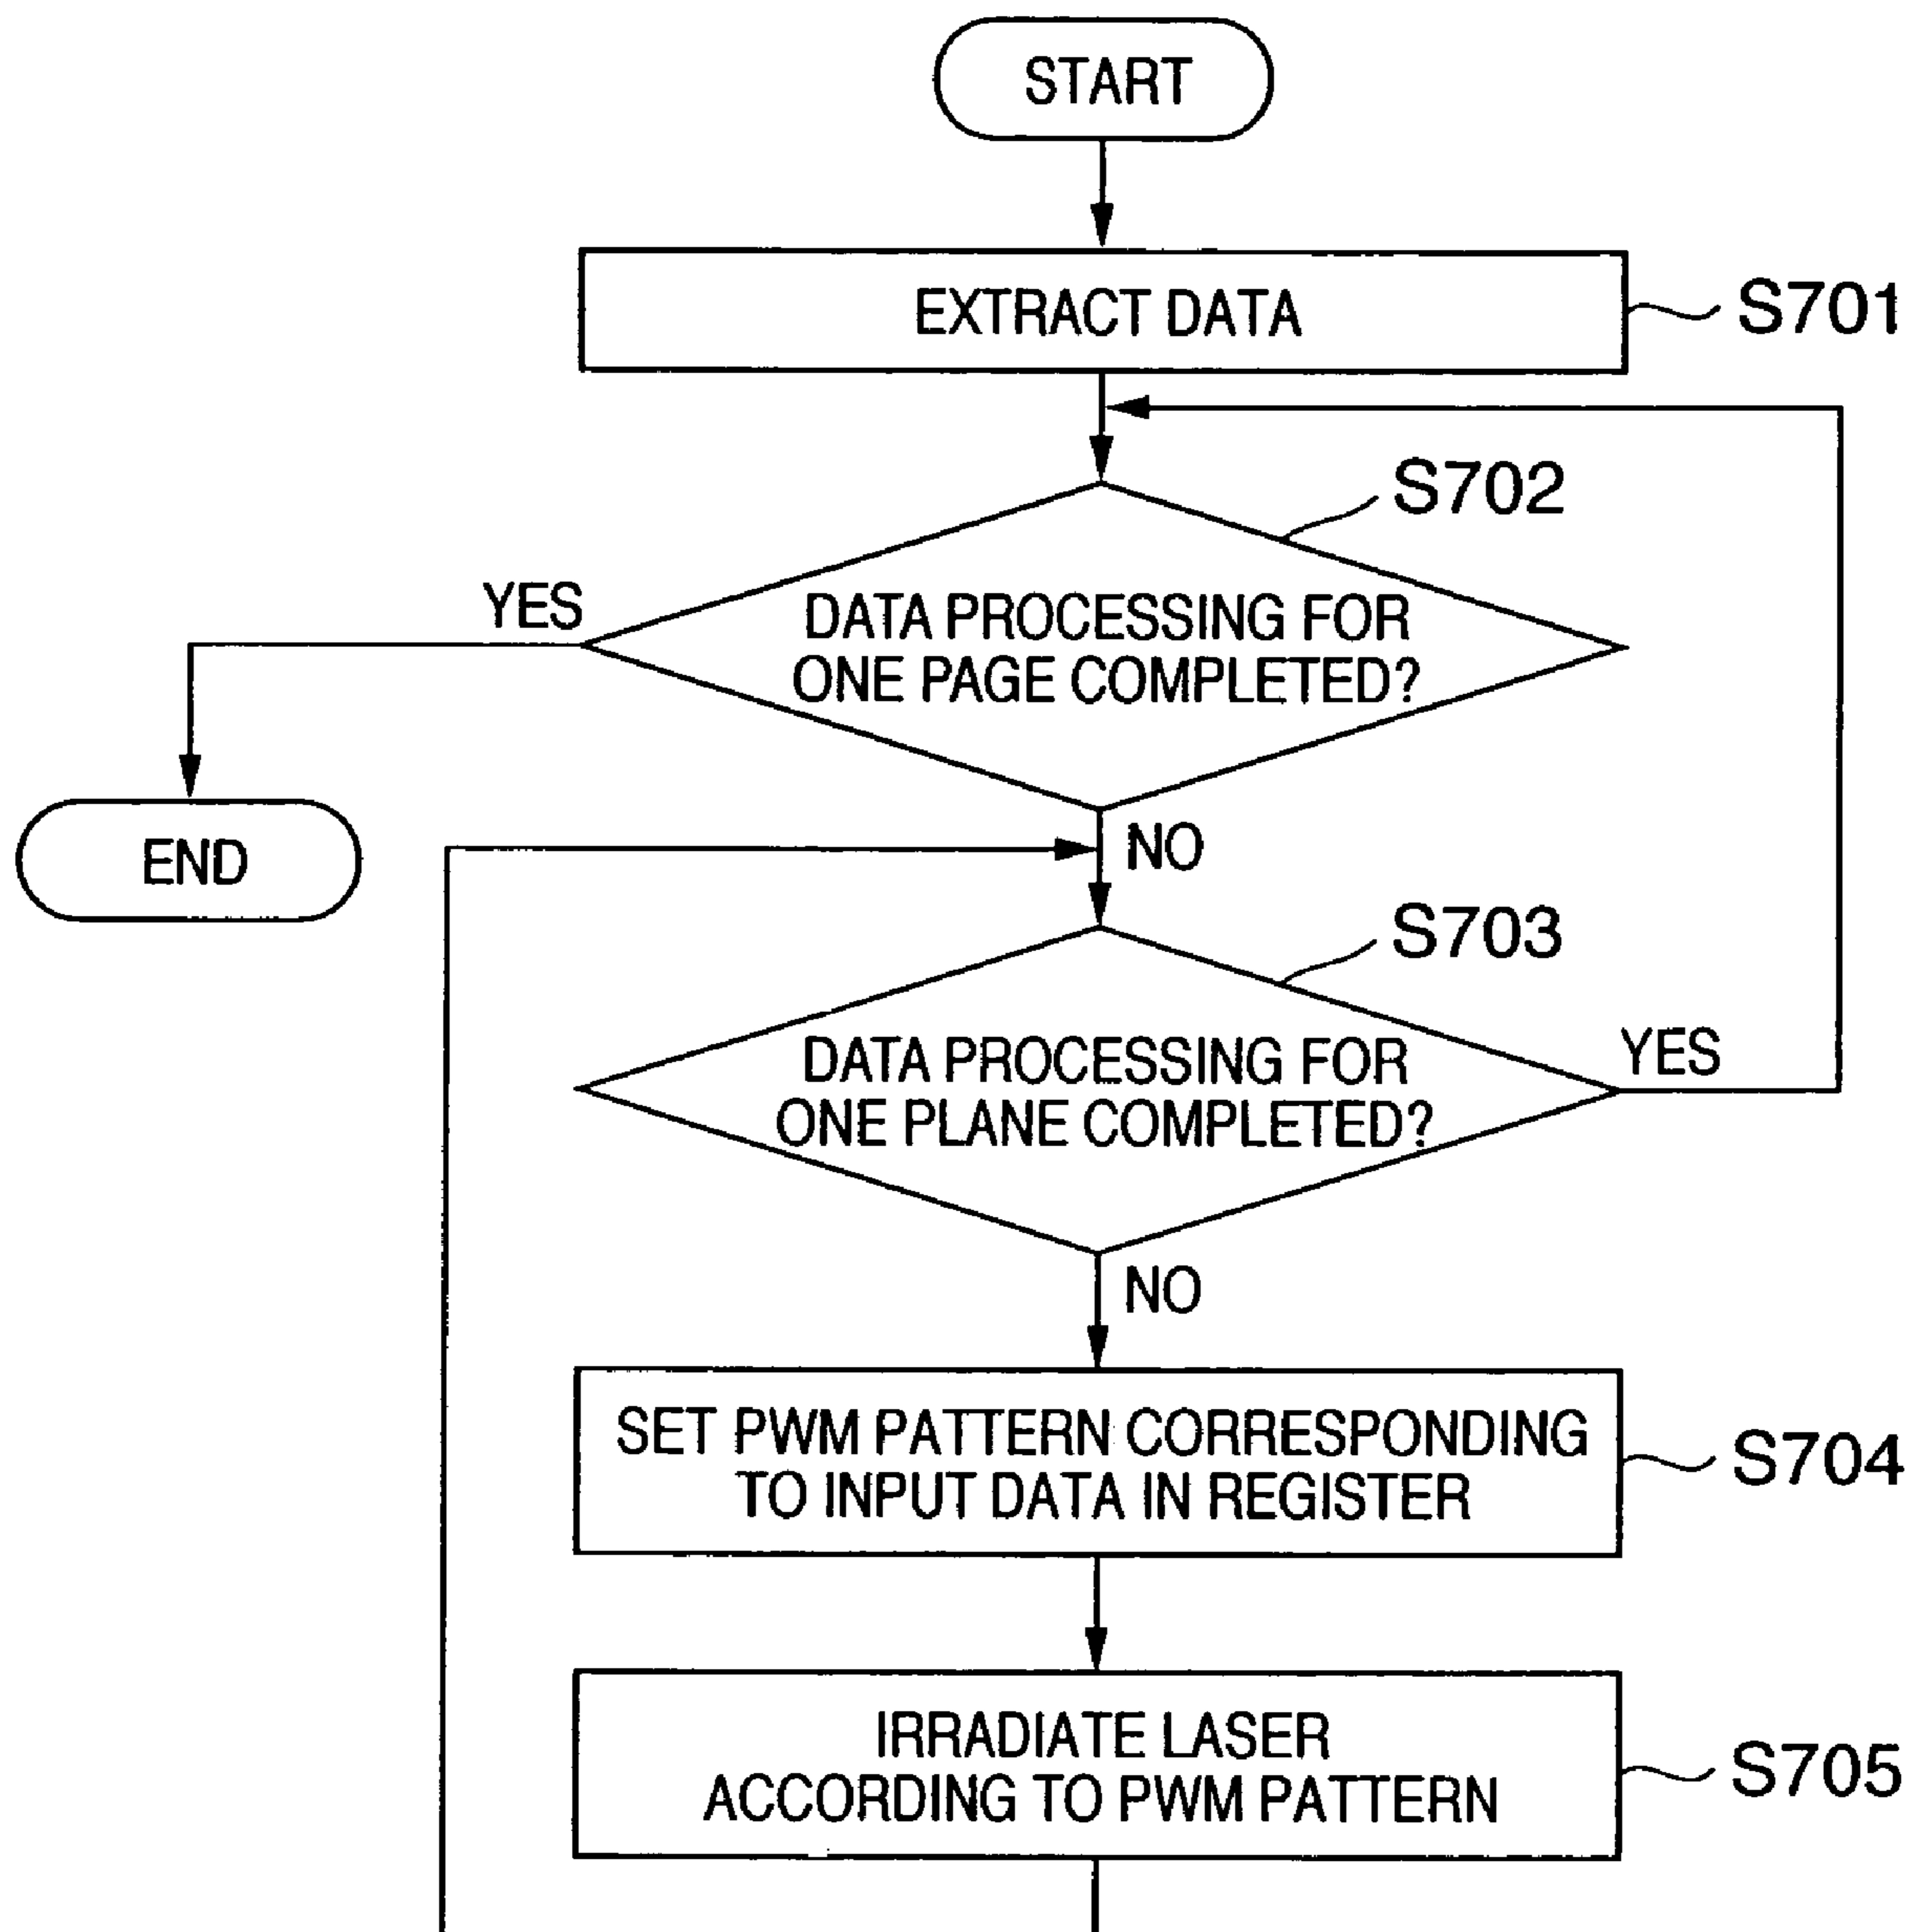 START
EXTRACT DATA
S701
S702
YES
DATA PROCESSING FOR
ONE PAGE COMPLETED?
END
NO
S703
DATA PROCESSING FOR
ONE PLANE COMPLETED?
YES
NO
SET PWM PATTERN CORRESPONDING
TO INPUT DATA IN REGISTER
S704
IRRADIATE LASER
ACCORDING TO PWM PATTERN
S705